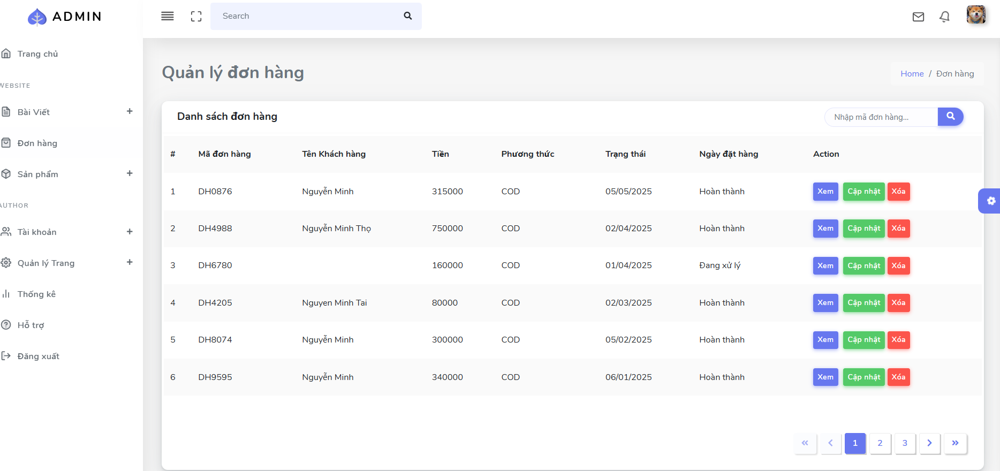 ADMIN
Search
Trang chủ
WEBSITE
Bài Viết +
Đơn hàng
Sản phẩm +
AUTHOR
Tài khoản +
Quản lý Trang +
Thống kê
Hỗ trợ
Đăng xuất
Quản lý đơn hàng
Home / Đơn hàng
Danh sách đơn hàng
Nhập mã đơn hàng...
# Mã đơn hàng Tên Khách hàng Tiền Phương thức Trạng thái Ngày đặt hàng Action
1 DH0876 Nguyễn Minh 315000 COD 05/05/2025 Hoàn thành Xem Cập nhật Xóa
2 DH4988 Nguyễn Minh Thọ 750000 COD 02/04/2025 Hoàn thành Xem Cập nhật Xóa
3 DH6780 160000 COD 01/04/2025 Đang xử lý Xem Cập nhật Xóa
4 DH4205 Nguyen Minh Tai 80000 COD 02/03/2025 Hoàn thành Xem Cập nhật Xóa
5 DH8074 Nguyễn Minh 300000 COD 05/02/2025 Hoàn thành Xem Cập nhật Xóa
6 DH9595 Nguyễn Minh 340000 COD 06/01/2025 Hoàn thành Xem Cập nhật Xóa
« ‹ 1 2 3 › »